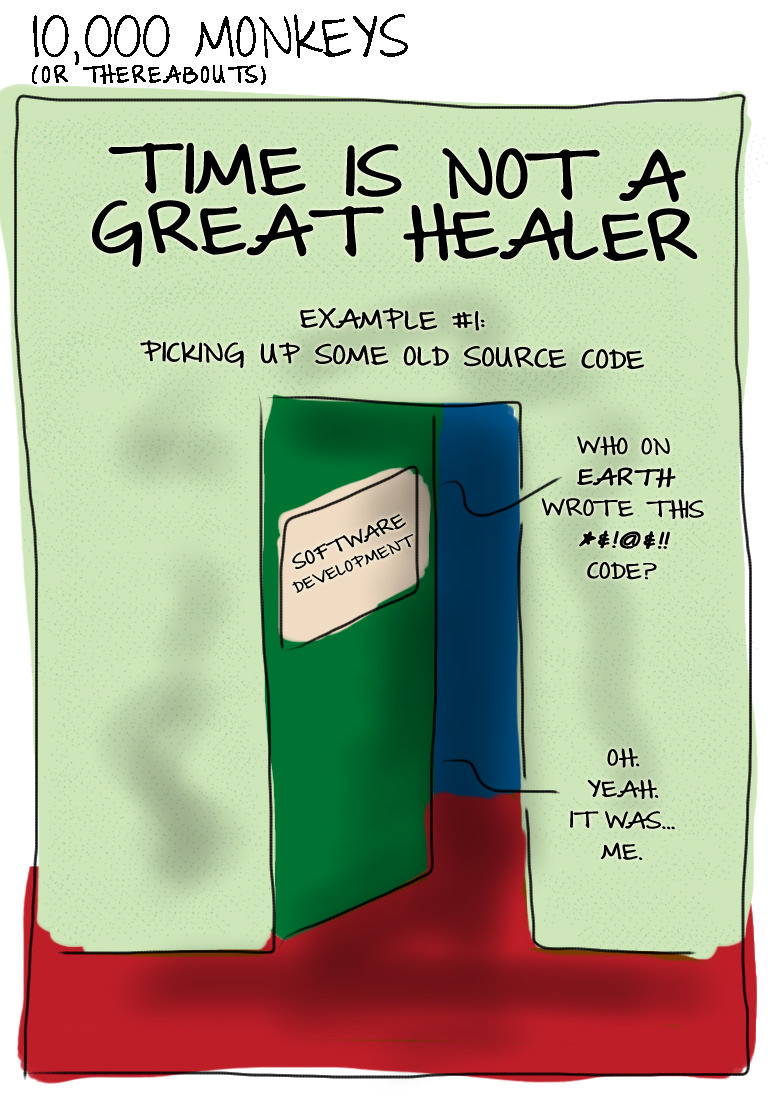 10,000 MONKEYS
(OR THEREABOUTS)
TIME IS NOT A
GREAT HEALER
EXAMPLE #1:
PICKING UP SOME OLD SOURCE CODE
SOFTWARE
DEVELOPMENT
WHO ON
EARTH
WROTE THIS
*&!@&!!
CODE?
OH.
YEAH.
IT WAS...
ME.